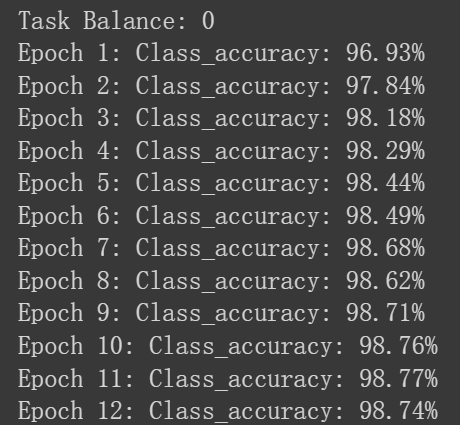 Task Balance: 0
Epoch 1: Class_accuracy: 96.93%
Epoch 2: Class_accuracy: 97.84%
Epoch 3: Class_accuracy: 98.18%
Epoch 4: Class_accuracy: 98.29%
Epoch 5: Class_accuracy: 98.44%
Epoch 6: Class_accuracy: 98.49%
Epoch 7: Class_accuracy: 98.68%
Epoch 8: Class_accuracy: 98.62%
Epoch 9: Class_accuracy: 98.71%
Epoch 10: Class_accuracy: 98.76%
Epoch 11: Class_accuracy: 98.77%
Epoch 12: Class_accuracy: 98.74%